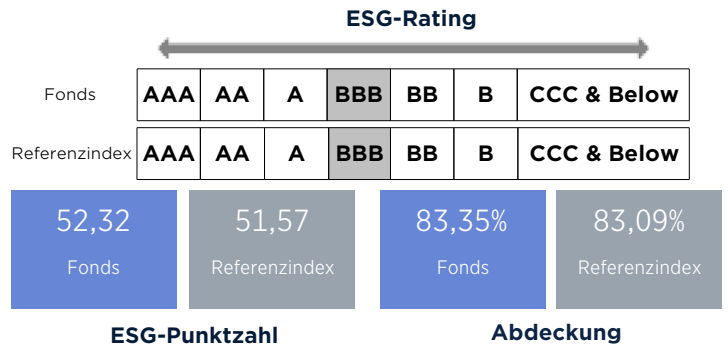 ESG-Rating
Fonds AAA AA A BBB BB B CCC & Below
Referenzindex AAA AA A BBB BB B CCC & Below
52,32 51,57 83,35% 83,09%
Fonds Referenzindex Fonds Referenzindex
ESG-Punktzahl Abdeckung